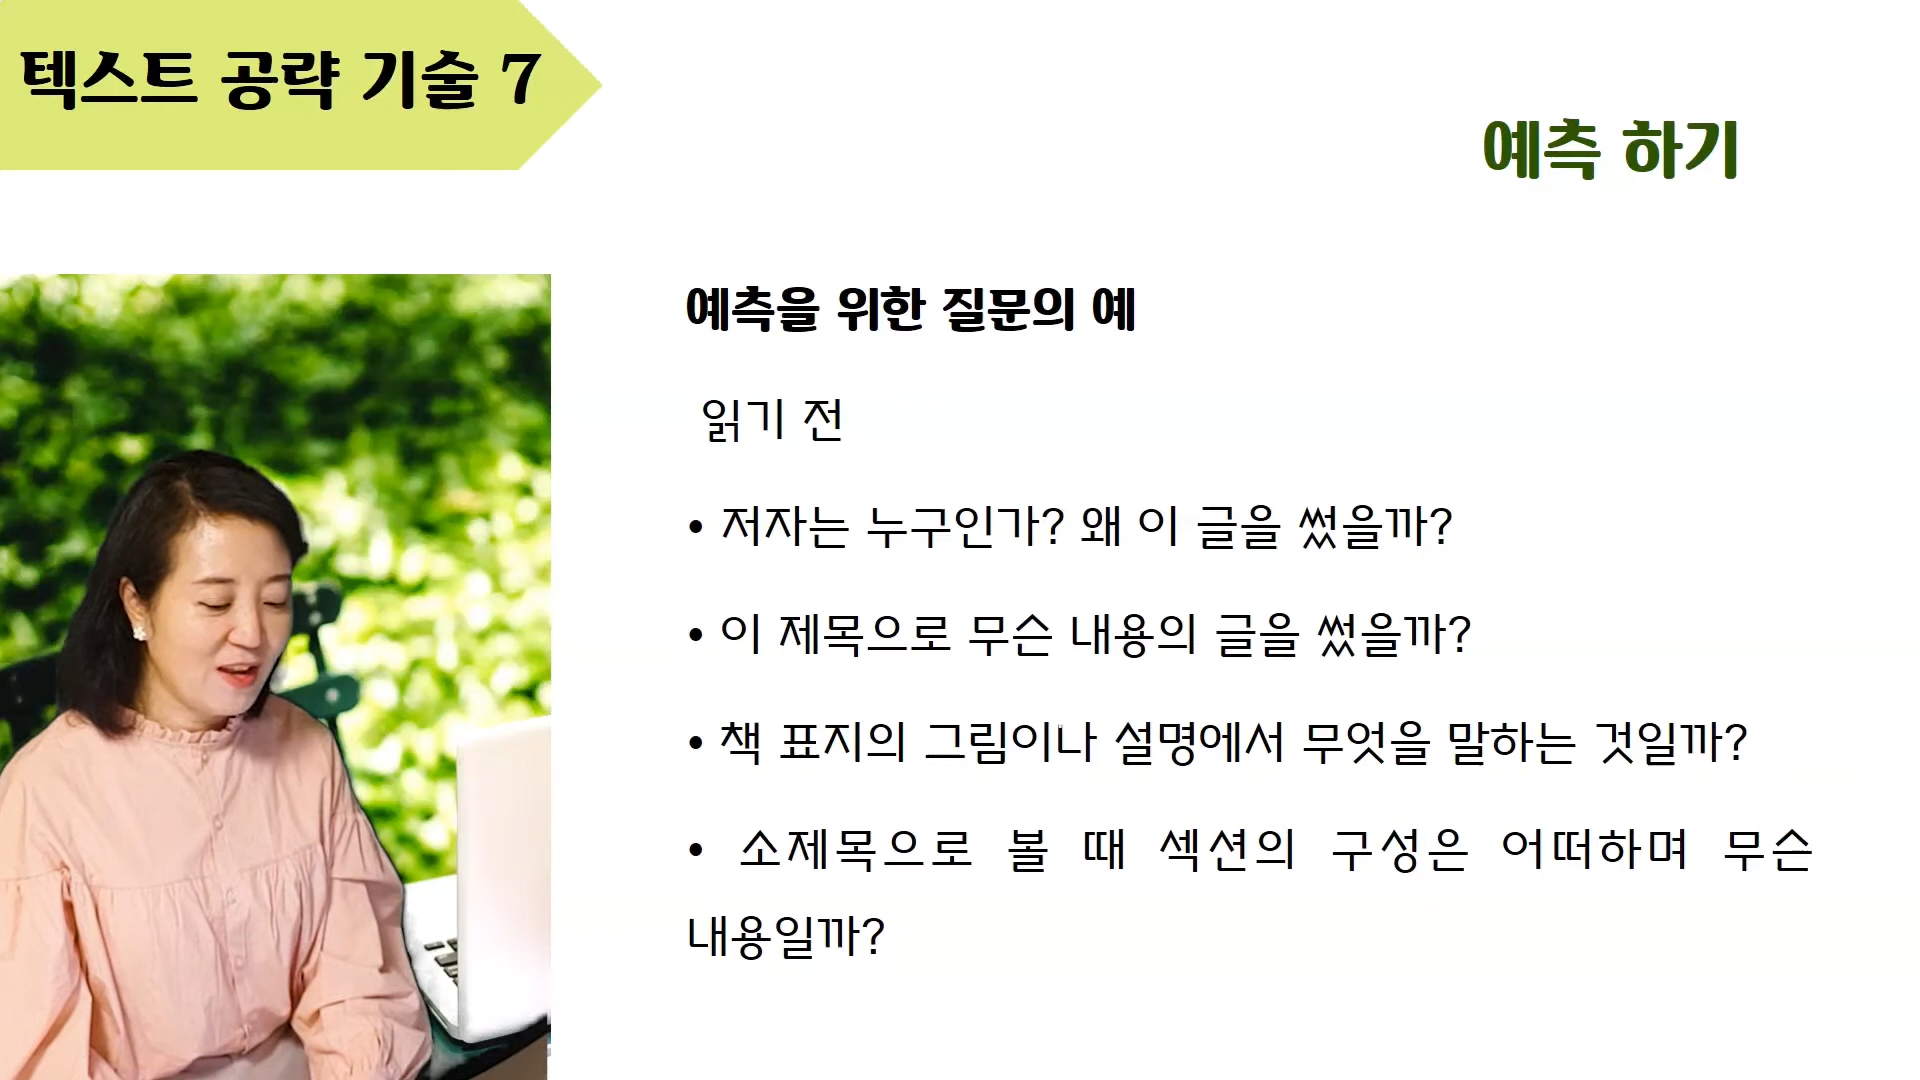 텍스트 공략 기술 7
예측 하기
예측을 위한 질문의 예
읽기 전
• 저자는 누구인가? 왜 이 글을 썼을까?
• 이 제목으로 무슨 내용의 글을 썼을까?
• 책 표지의 그림이나 설명에서 무엇을 말하는 것일까?
• 소제목으로 볼 때 섹션의 구성은 어떠하며 무슨
내용일까?